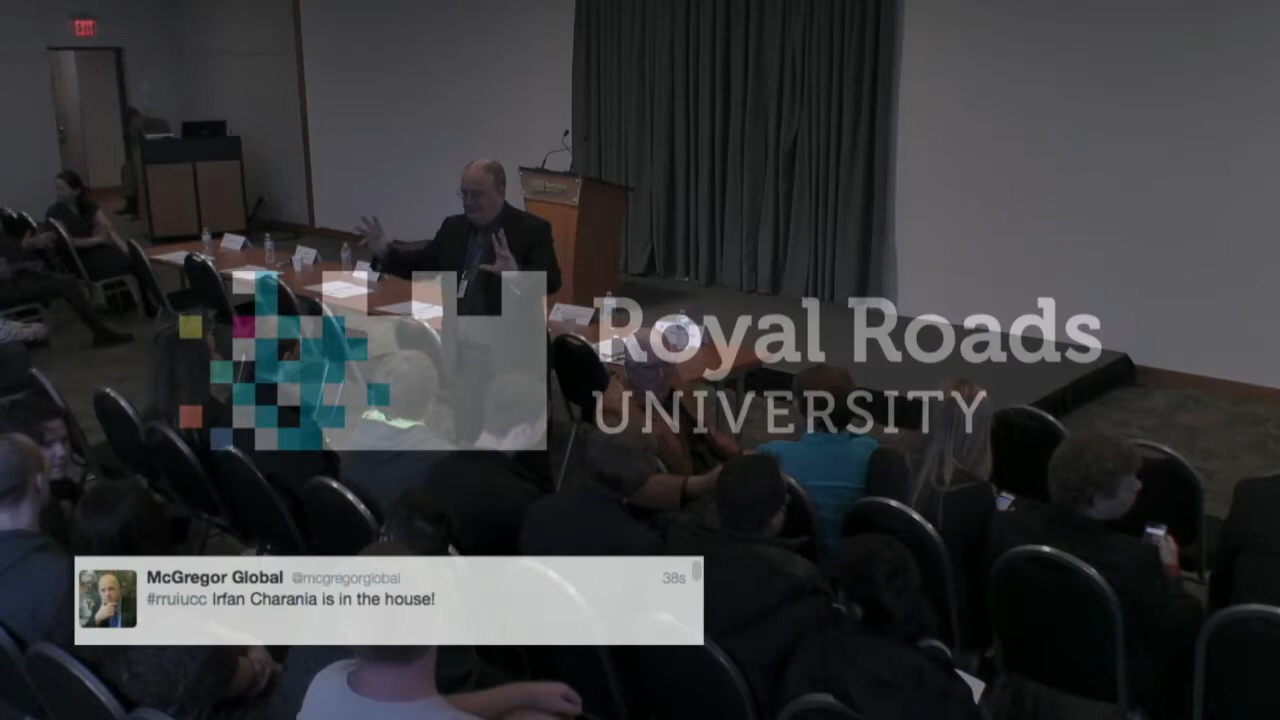 EXIT
Royal Roads
UNIVERSITY
McGregor Global @mcgregorglobal 38s
#rruiucc Irfan Charania is in the house!